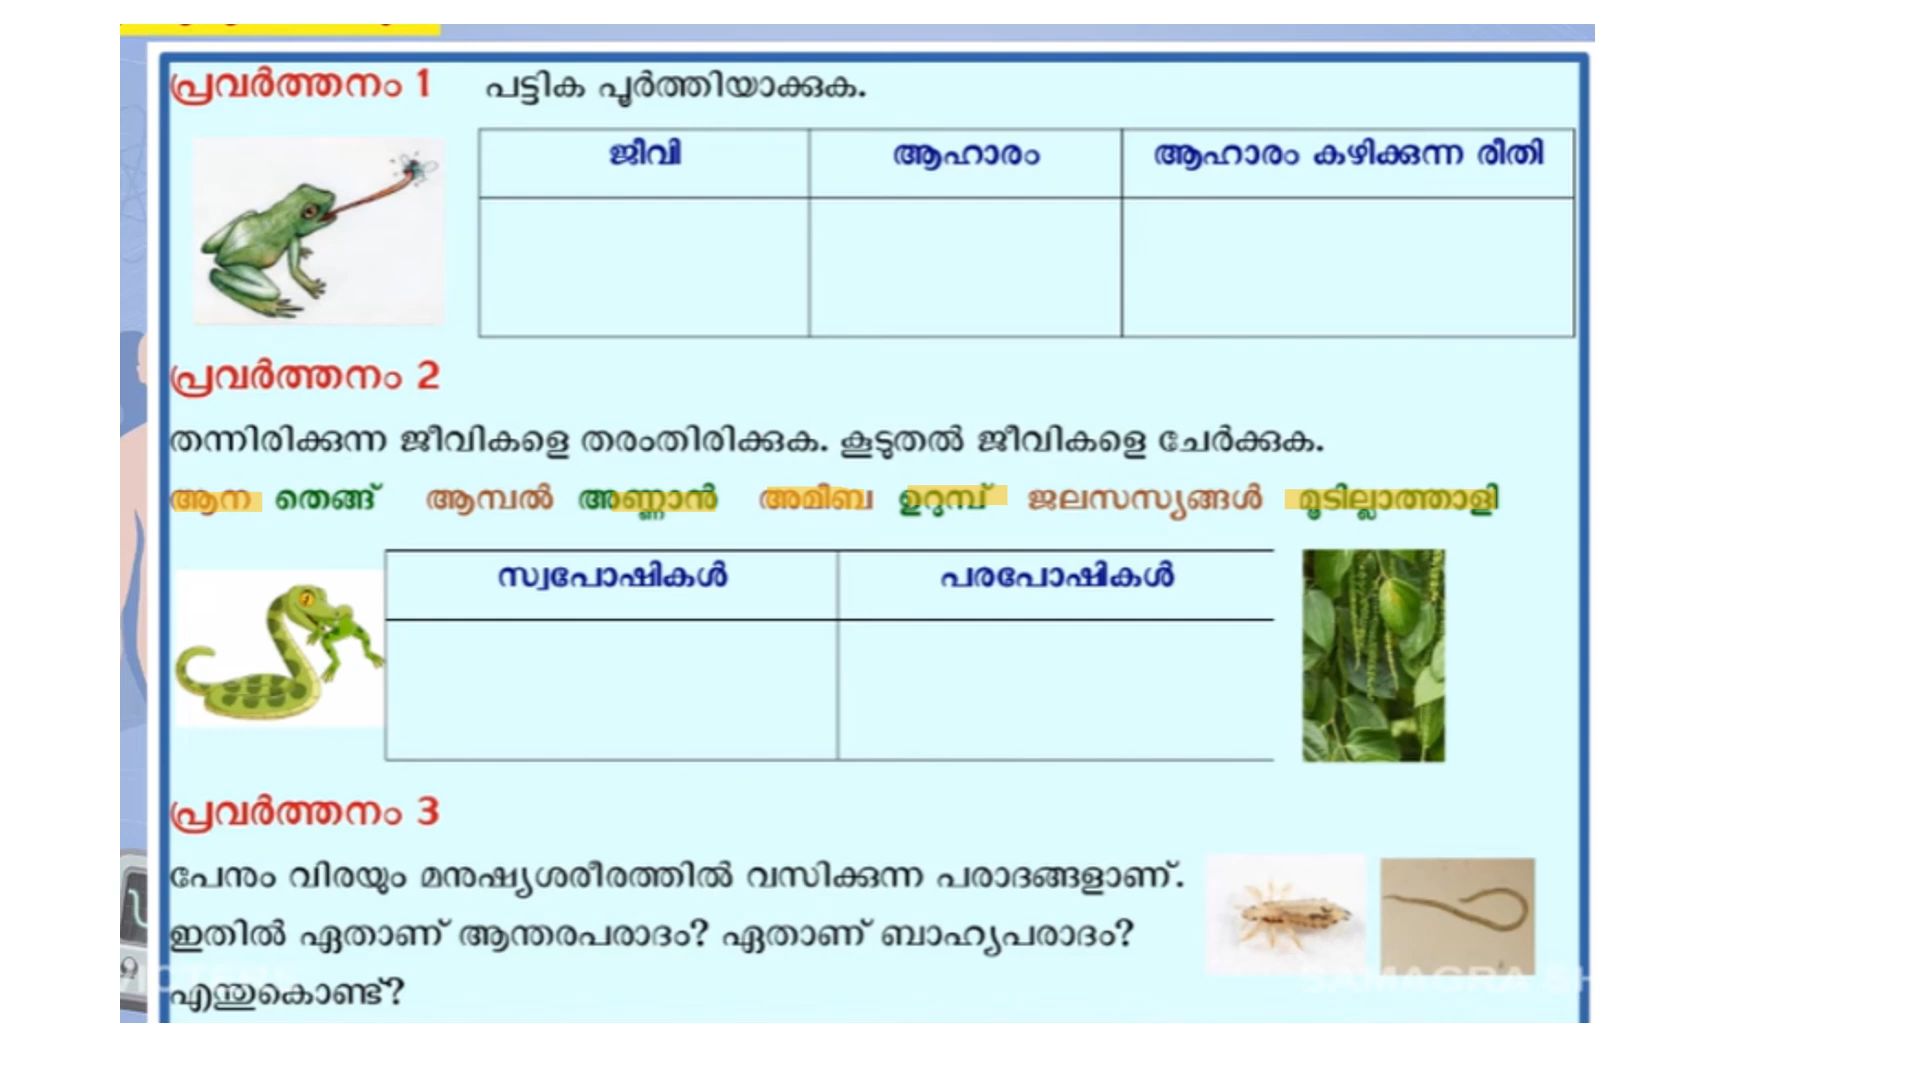 പ്രവർത്തനം 1 പട്ടിക പൂർത്തിയാക്കുക.
ജീവി ആഹാരം ആഹാരം കഴിക്കുന്ന രീതി
പ്രവർത്തനം 2
തന്നിരിക്കുന്ന ജീവികളെ തരംതിരിക്കുക. കൂടുതൽ ജീവികളെ ചേർക്കുക.
ആന തെങ്ങ് ആമ്പൽ അണ്ണാൻ അമീബ ഉറുമ്പ് ജലസസ്യങ്ങൾ മൂടില്ലാത്താളി
സ്വപോഷികൾ പരപോഷികൾ
പ്രവർത്തനം 3
പേനും വിരയും മനുഷ്യശരീരത്തിൽ വസിക്കുന്ന പരാദങ്ങളാണ്.
ഇതിൽ ഏതാണ് ആന്തരപരാദം? ഏതാണ് ബാഹ്യപരാദം?
SAMAGRA SH
എന്തുകൊണ്ട്?